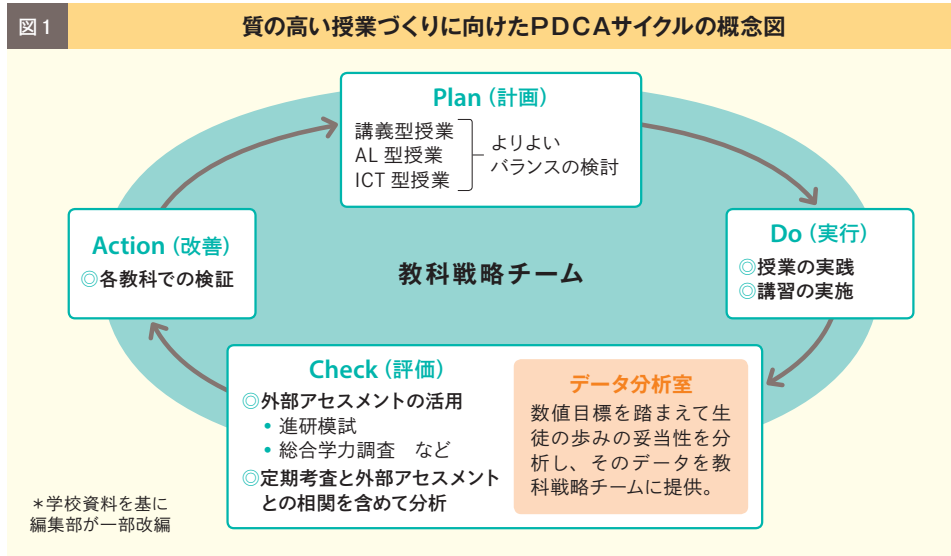 図1
質の高い授業づくりに向けたPDCAサイクルの概念図
Plan(計画)
講義型授業
AL 型授業
ICT 型授業
よりよい
バランスの検討
Do(実行)
◎授業の実践
◎講習の実施
Action(改善)
◎各教科での検証
教科戦略チーム
Check(評価)
◎外部アセスメントの活用
• 進研模試
• 総合学力調査 など
◎定期考査と外部アセスメント
との相関を含めて分析
データ分析室
数値目標を踏まえて生
徒の歩みの妥当性を分
析し、そのデータを教
科戦略チームに提供。
*学校資料を基に
編集部が一部改編